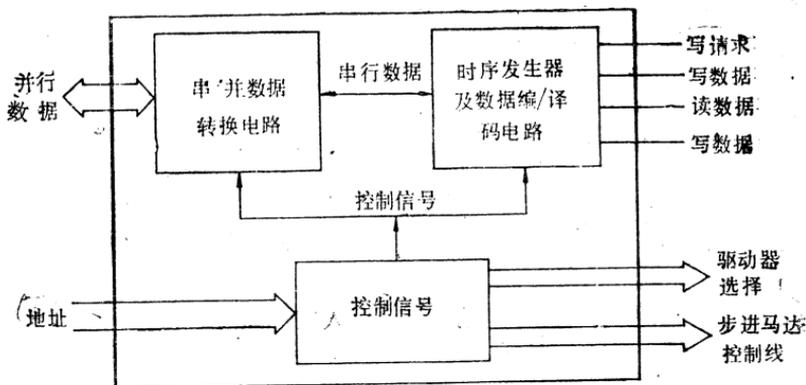 并行
数据
串/并数据
转换电路
串行数据
时序发生器
及数据编/译
码电路
写请求
写数据
读数据
写数据
控制信号
地址
控制信号
驱动器
选择
步进马达
控制线